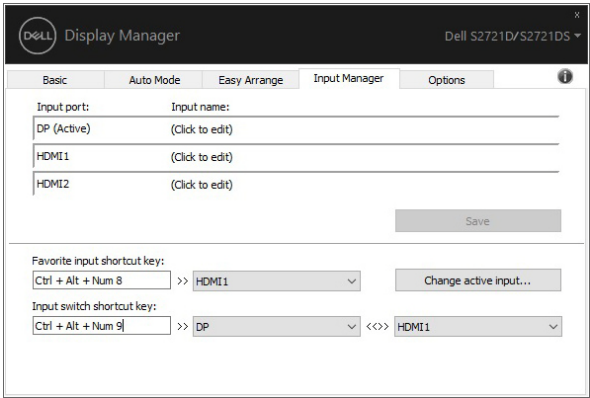 x
DELL Display Manager Dell S2721D/S2721DS
Basic Auto Mode Easy Arrange Input Manager Options i
Input port: Input name:
DP (Active) (Click to edit)
HDMI1 (Click to edit)
HDMI2 (Click to edit)
Save
Favorite input shortcut key:
Ctrl + Alt + Num 8 >> HDMI1 Change active input...
Input switch shortcut key:
Ctrl + Alt + Num 9 >> DP <<>> HDMI1